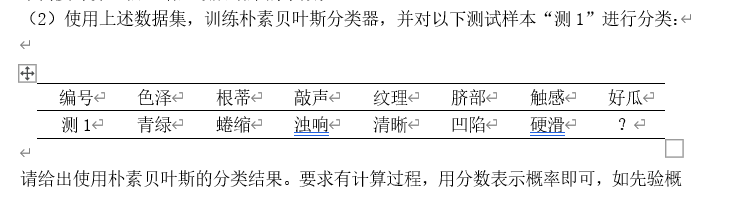 （2）使用上述数据集，训练朴素贝叶斯分类器，并对以下测试样本“测1”进行分类：
编号 色泽 根蒂 敲声 纹理 脐部 触感 好瓜
测1 青绿 蜷缩 浊响 清晰 凹陷 硬滑 ？
请给出使用朴素贝叶斯的分类结果。要求有计算过程，用分数表示概率即可，如先验概